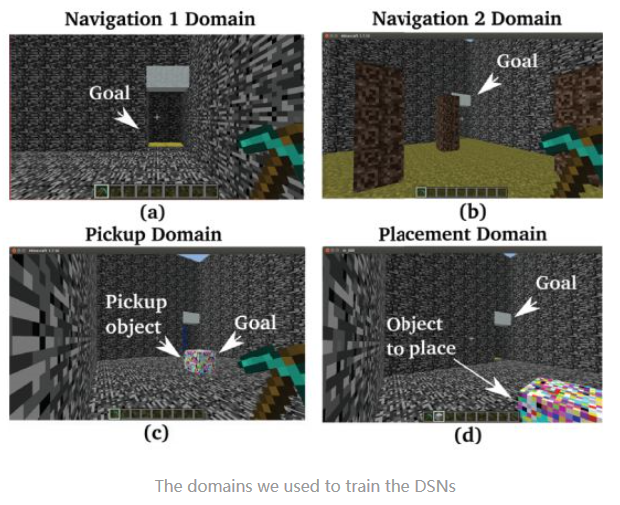 Navigation 1 Domain
Navigation 2 Domain
Goal
Goal
(a)
(b)
Pickup Domain
Placement Domain
Pickup
object
Goal
Goal
Object
to place
(c)
(d)
The domains we used to train the DSNs